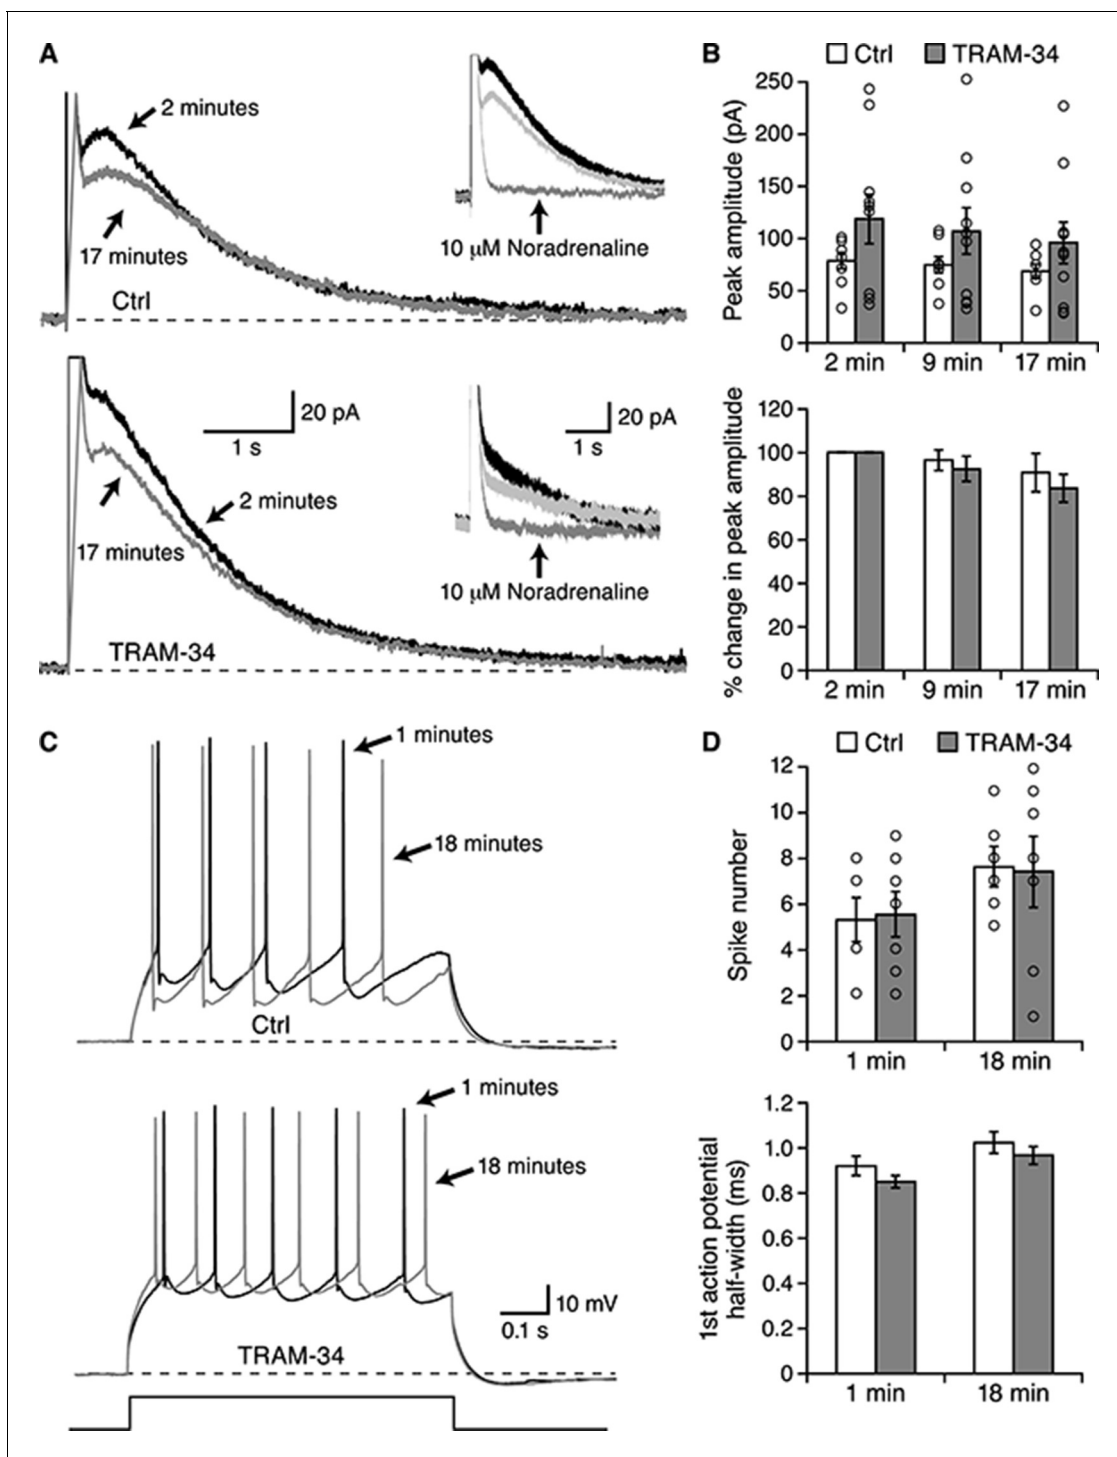 A
2 minutes
17 minutes
Ctrl
10 µM Noradrenaline
20 pA
1 s
2 minutes
17 minutes
TRAM-34
20 pA
1 s
10 µM Noradrenaline
B
Ctrl
TRAM-34
Peak amplitude (pA)
250
200
150
100
50
0
2 min
9 min
17 min
% change in peak amplitude
120
100
80
60
40
20
0
2 min
9 min
17 min
C
1 minutes
18 minutes
Ctrl
1 minutes
18 minutes
10 mV
0.1 s
TRAM-34
D
Ctrl
TRAM-34
Spike number
12
10
8
6
4
2
0
1 min
18 min
1st action potential
half-width (ms)
1.2
1.0
0.8
0.6
0.4
0.2
0
1 min
18 min